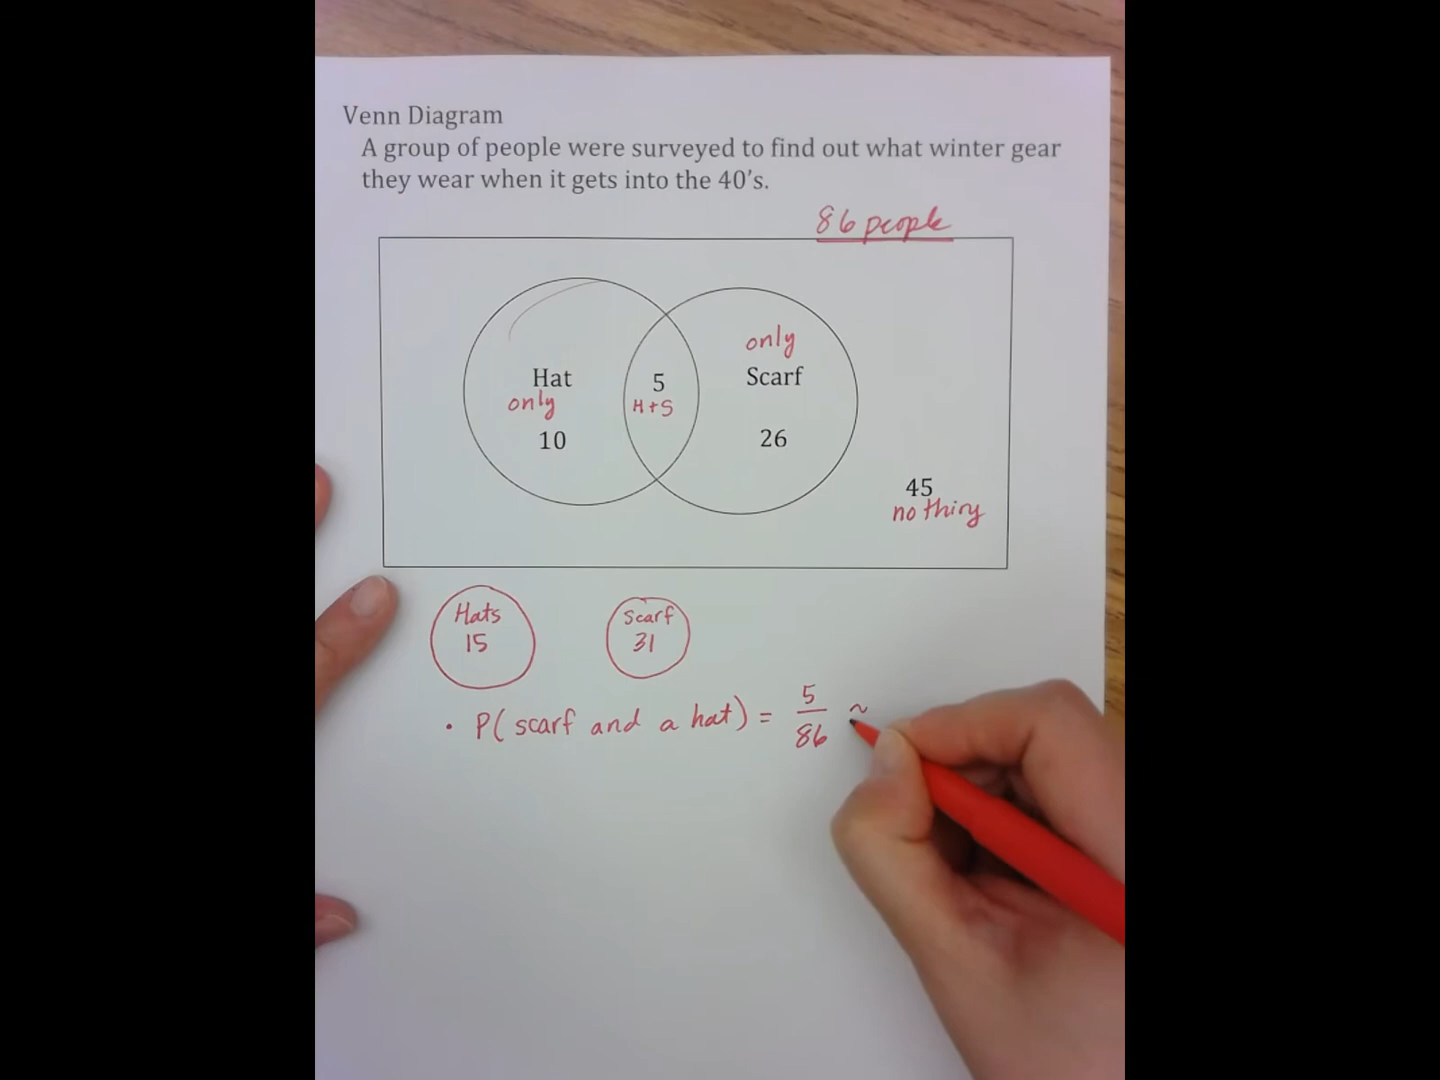 Venn Diagram
A group of people were surveyed to find out what winter gear
they wear when it gets into the 40's.
86 people
only
Hat 5 Scarf
only H+S
10 26
45
nothing
Hats Scarf
15 31
• P(scarf and a hat) = 5/86 ~